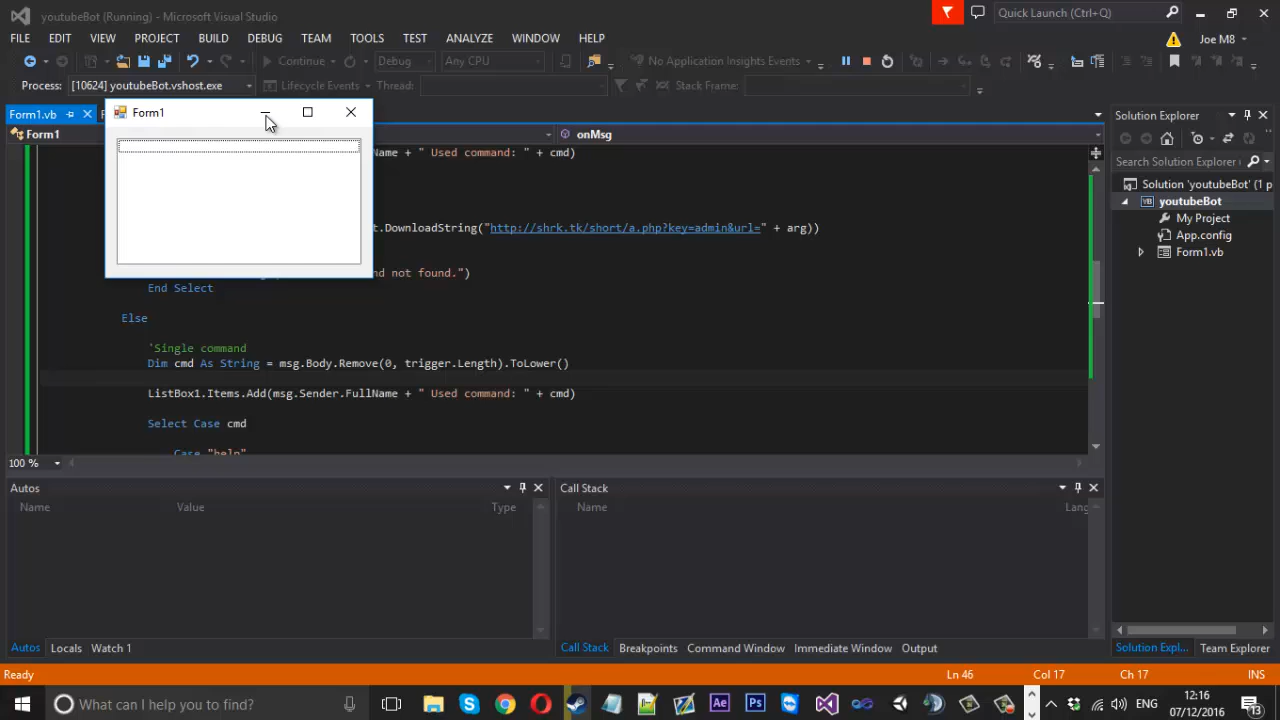 youtubeBot (Running) - Microsoft Visual Studio
Quick Launch (Ctrl+Q)
FILE EDIT VIEW PROJECT BUILD DEBUG TEAM TOOLS TEST ANALYZE WINDOW HELP
Joe M8
Continue Debug Any CPU No Application Insights Events
Process: [10624] youtubeBot.vshost.exe Lifecycle Events Thread: Stack Frame:
Form1.vb
Form1
Form1
onMsg
Name + " Used command: " + cmd)
t.DownloadString("http://shrk.tk/short/a.php?key=admin&url=" + arg))
nd not found.")
End Select
Else
'Single command
Dim cmd As String = msg.Body.Remove(0, trigger.Length).ToLower()
ListBox1.Items.Add(msg.Sender.FullName + " Used command: " + cmd)
Select Case cmd
Case "help"
100 %
Solution Explorer
Search Solution Explorer
Solution 'youtubeBot' (1 p
VB youtubeBot
My Project
App.config
Form1.vb
Autos
Name Value Type
Call Stack
Name Lang
Autos Locals Watch 1
Call Stack Breakpoints Command Window Immediate Window Output
Solution Expl... Team Explorer
Ready Ln 46 Col 17 Ch 17 INS
What can I help you to find?
Ae Ps
ENG
12:16
07/12/2016
13